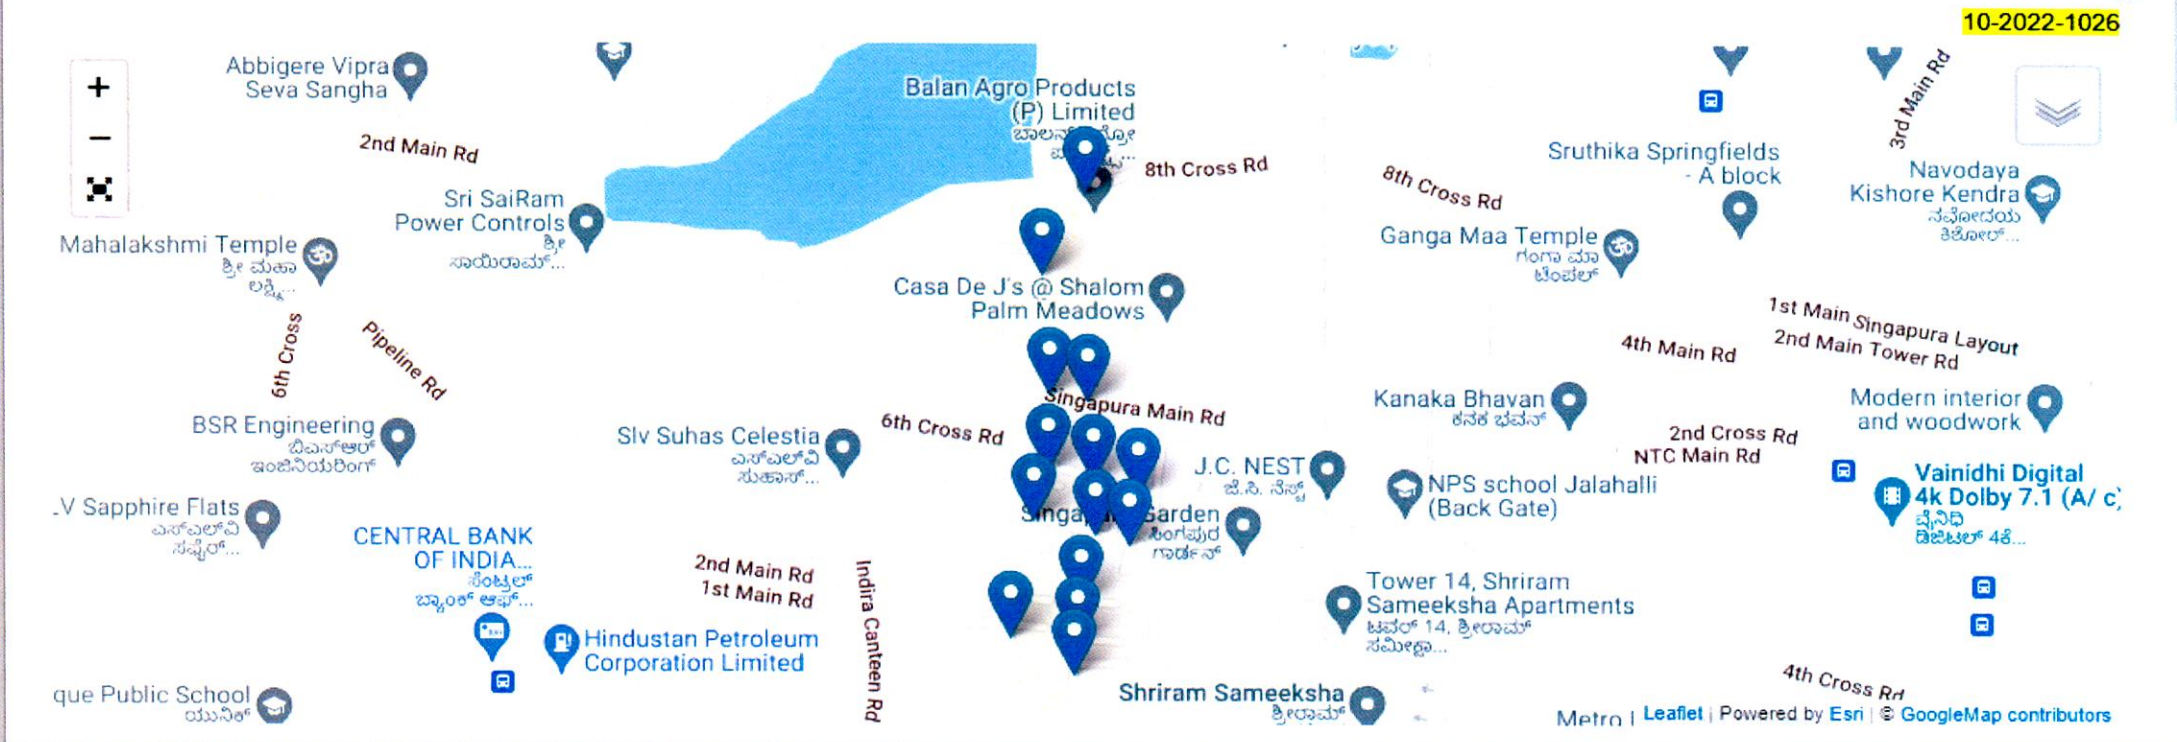 10-2022-1026
+
−
Abbigere Vipra
Seva Sangha
2nd Main Rd
Balan Agro Products
(P) Limited
8th Cross Rd
8th Cross Rd
Sruthika Springfields
- A block
3rd Main Rd
Navodaya
Kishore Kendra
ನವೋದಯ
ಕಿಶೋರ್...
Sri SaiRam
Power Controls
ಶ್ರೀ
ಸಾಯಿರಾಮ್...
Mahalakshmi Temple
ಶ್ರೀ ಮಹಾ
ಲಕ್ಷ್ಮಿ...
Ganga Maa Temple
ಗಂಗಾ ಮಾ
ಟೆಂಪಲ್
Casa De J's @ Shalom
Palm Meadows
1st Main
Singapura Layout
2nd Main Tower Rd
4th Main Rd
6th Cross
Pipeline Rd
Singapura Main Rd
6th Cross Rd
Kanaka Bhavan
ಕನಕ ಭವನ್
Modern interior
and woodwork
BSR Engineering
ಬಿಎಸ್ಆರ್
ಇಂಜಿನಿಯರಿಂಗ್
Slv Suhas Celestia
ಎಸ್ಎಲ್ವಿ
ಸುಹಾಸ್...
2nd Cross Rd
NTC Main Rd
J.C. NEST
ಜೆ.ಸಿ. ನೆಸ್ಟ್
NPS school Jalahalli
(Back Gate)
Vainidhi Digital
4k Dolby 7.1 (A/ c)
ವೈನಿಧಿ
ಡಿಜಿಟಲ್ 4ಕೆ...
V Sapphire Flats
ಎಸ್ಎಲ್ವಿ
ಸಫೈರ್...
Garden
ಸಿಂಗಪುರ
ಗಾರ್ಡನ್
CENTRAL BANK
OF INDIA...
ಸೆಂಟ್ರಲ್
ಬ್ಯಾಂಕ್ ಆಫ್...
2nd Main Rd
1st Main Rd
Indira Canteen Rd
Tower 14, Shriram
Sameeksha Apartments
ಟವರ್ 14, ಶ್ರೀರಾಮ್
ಸಮೀಕ್ಷಾ...
Hindustan Petroleum
Corporation Limited
que Public School
ಯುನಿಕ್
Shriram Sameeksha
ಶ್ರೀರಾಮ್
4th Cross Rd
Metro
Leaflet | Powered by Esri | © GoogleMap contributors